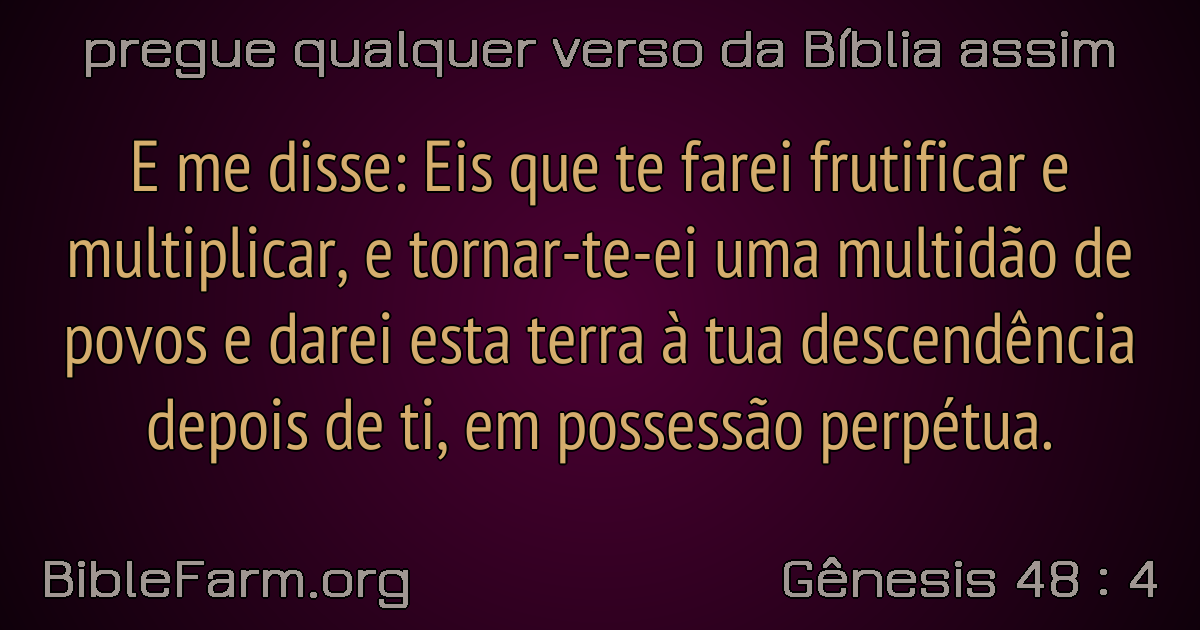 pregue qualquer verso da Bíblia assim
E me disse: Eis que te farei frutificar e
multiplicar, e tornar-te-ei uma multidão de
povos e darei esta terra à tua descendência
depois de ti, em possessão perpétua.
BibleFarm.org
Gênesis 48 : 4